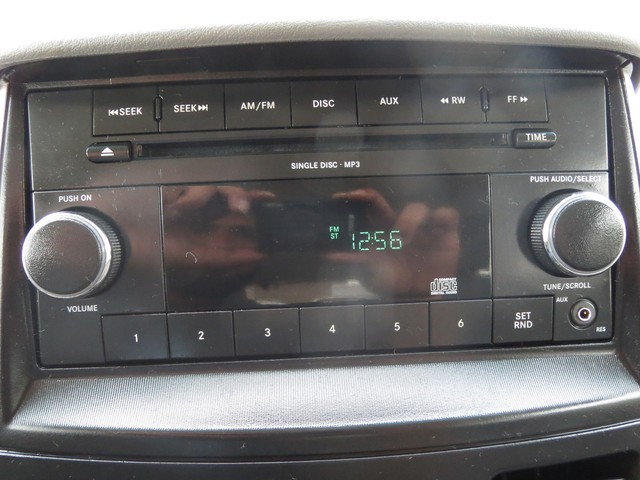 ⏮SEEK SEEK⏭ AM/FM DISC AUX ◀◀RW FF▶▶
TIME
SINGLE DISC · MP3
PUSH ON
PUSH AUDIO/SELECT
FM
ST 12:56
disc
VOLUME
TUNE/SCROLL
1 2 3 4 5 6 SET
RND
AUX